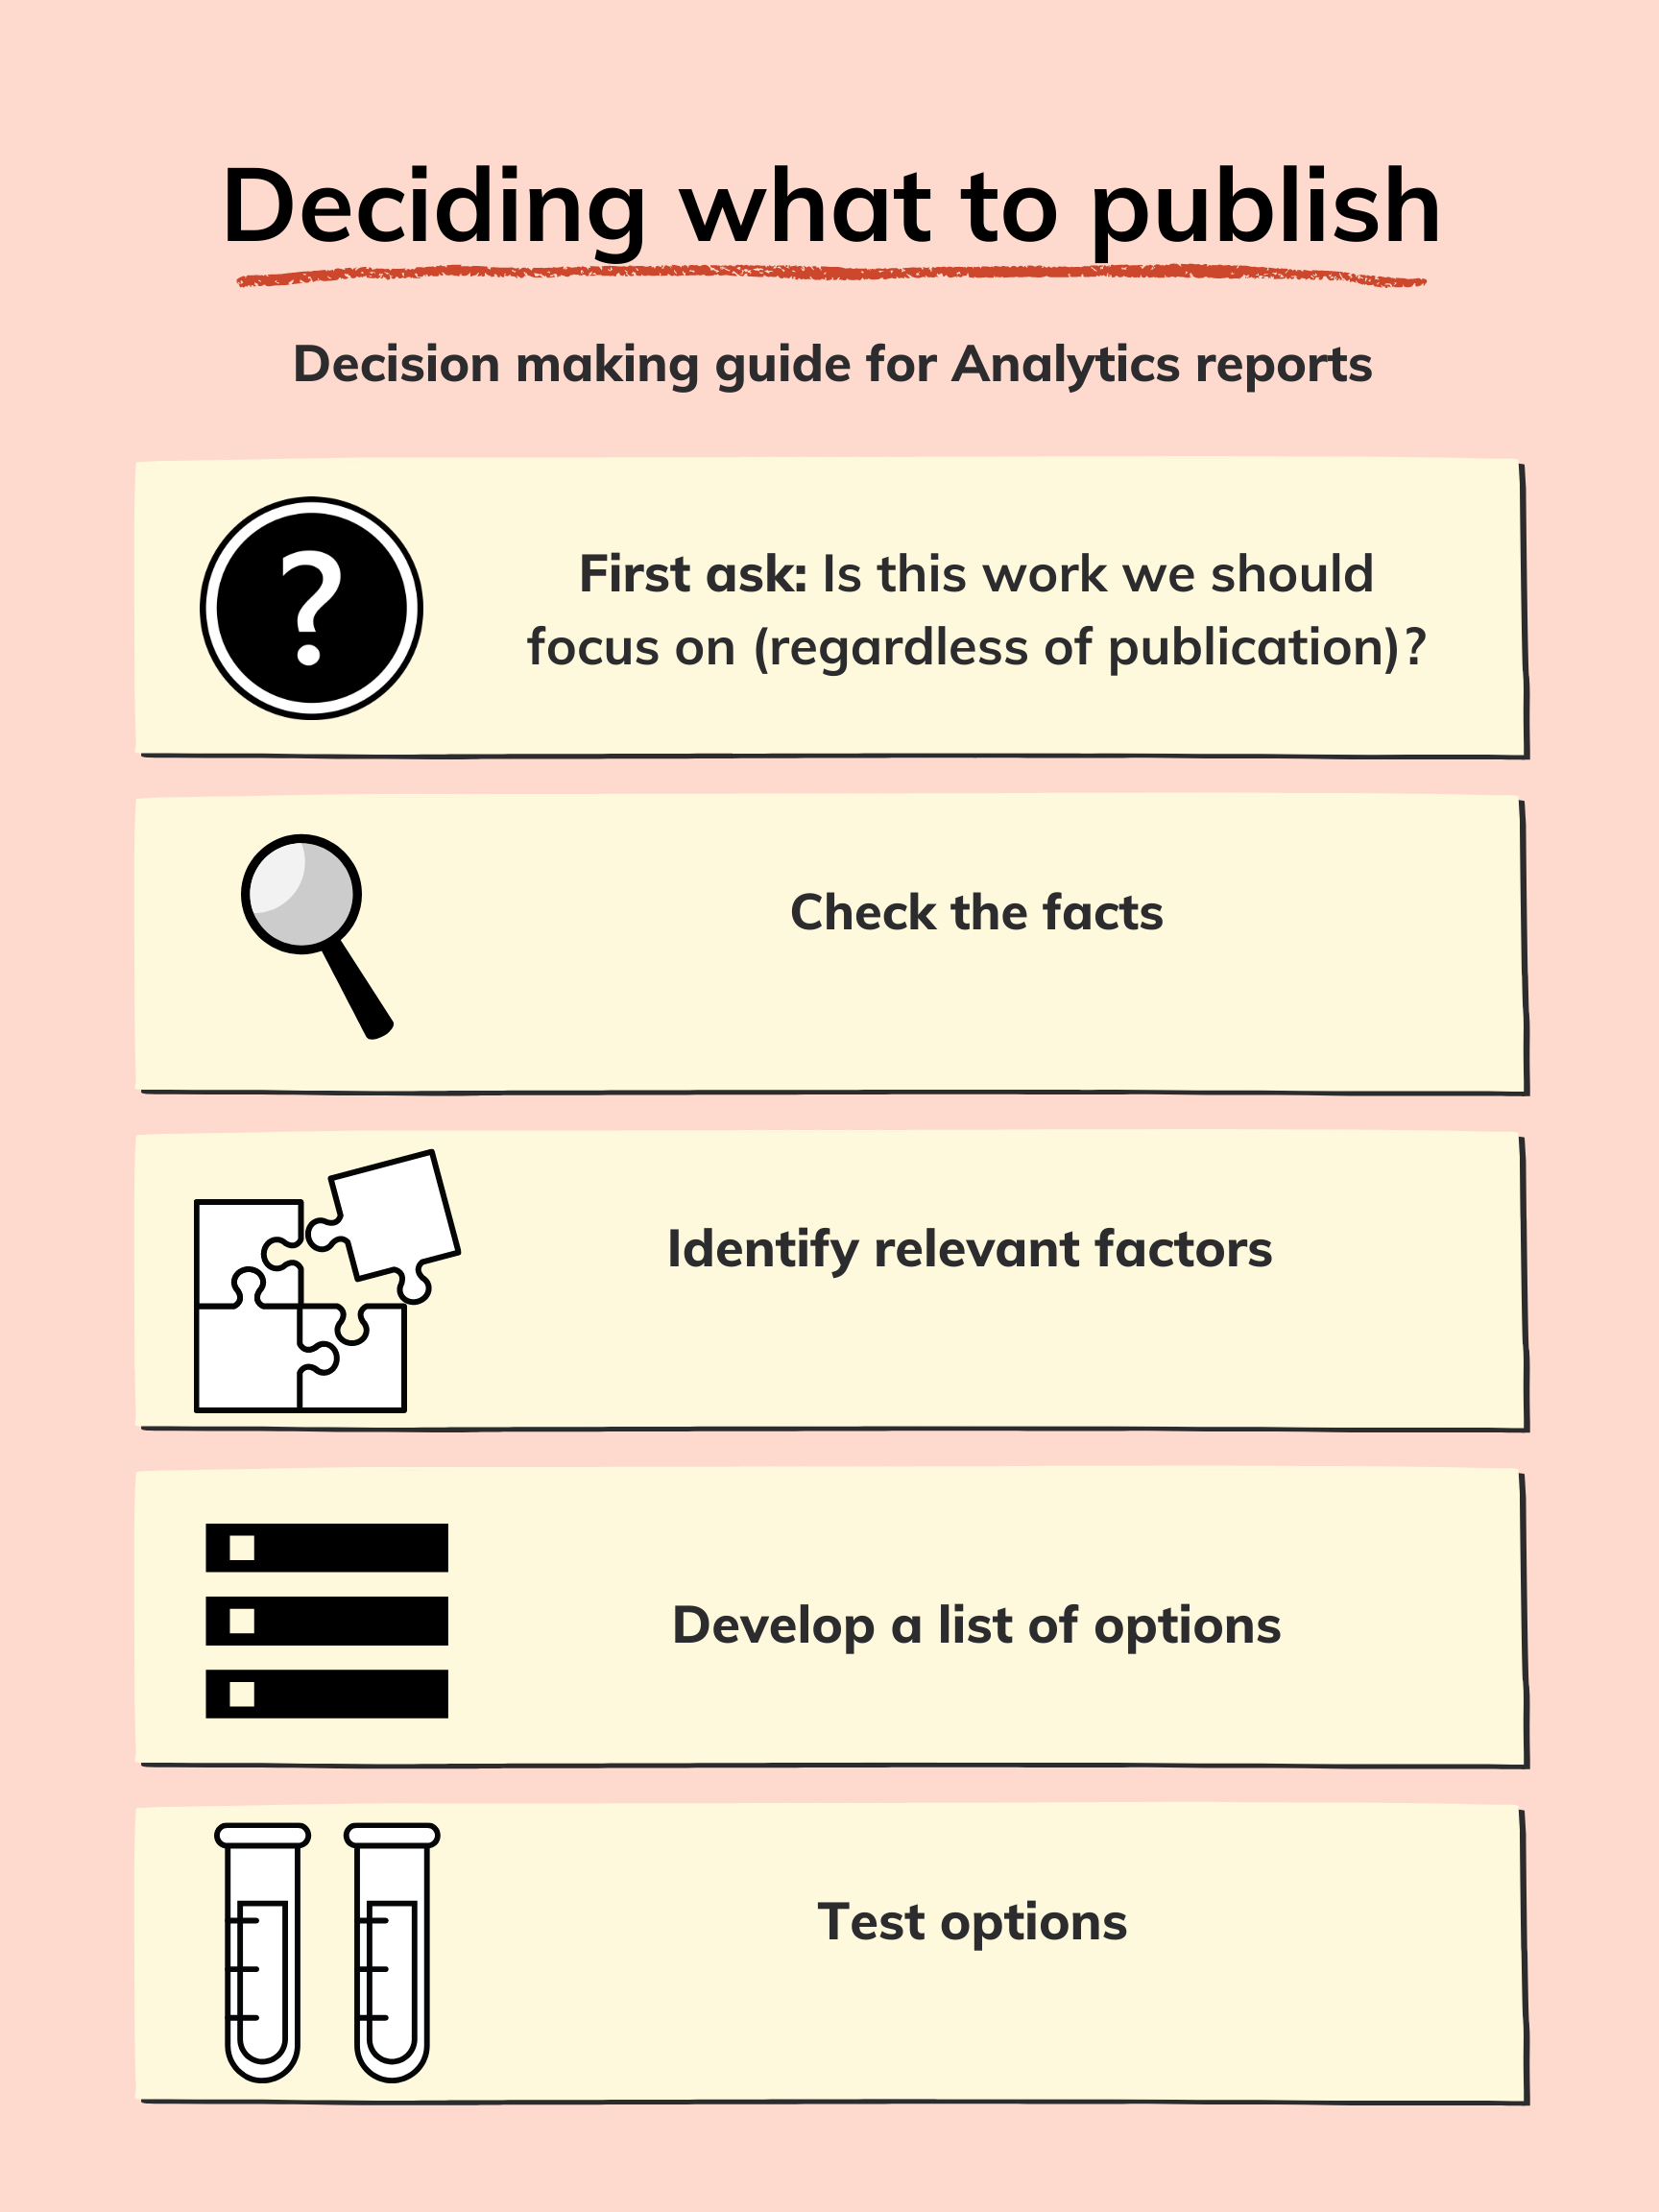 Deciding what to publish
Decision making guide for Analytics reports
?
First ask: Is this work we should
focus on (regardless of publication)?
Check the facts
Identify relevant factors
Develop a list of options
Test options